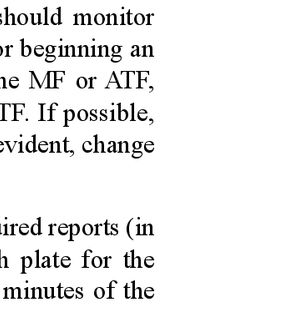 should monitor
or beginning an
he MF or ATF,
TF. If possible,
evident, change
uired reports (in
h plate for the
minutes of the